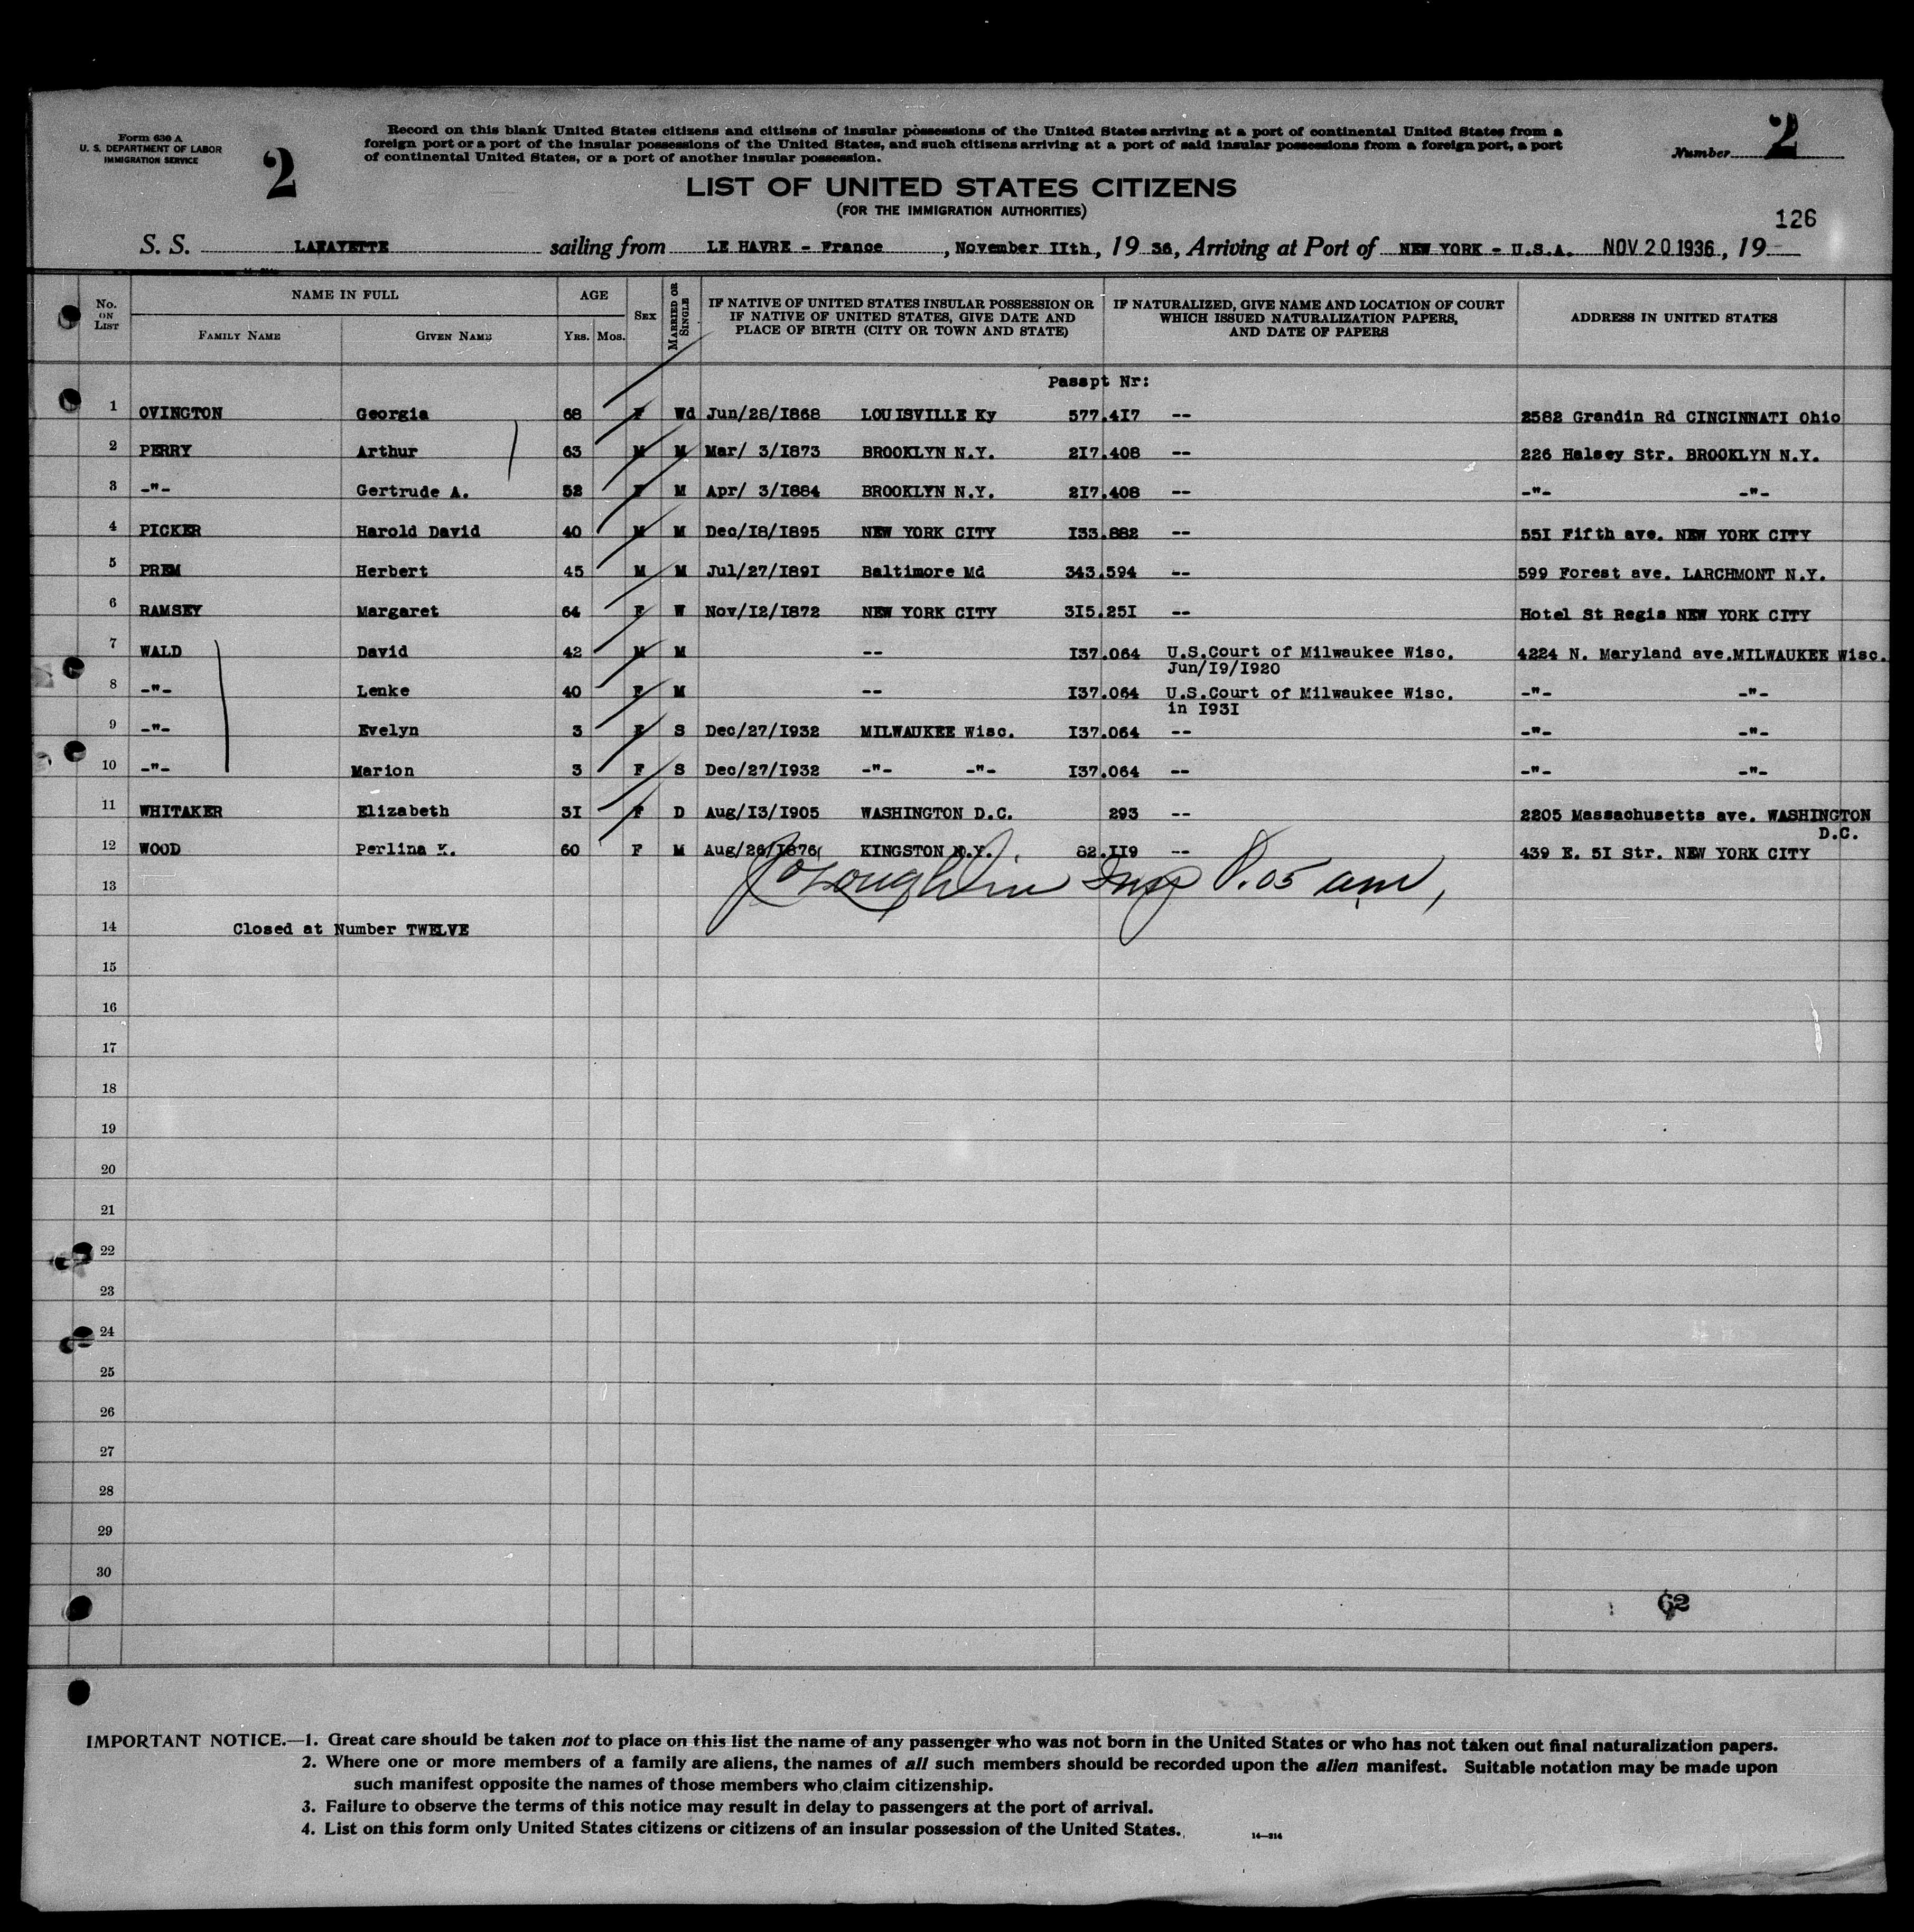 Form 630 A
U. S. DEPARTMENT OF LABOR
IMMIGRATION SERVICE
2
Record on this blank United States citizens and citizens of insular possessions of the United States arriving at a port of continental United States from a
foreign port or a port of the insular possessions of the United States, and such citizens arriving at a port of said insular possessions from a foreign port, a port
of continental United States, or a port of another insular possession.
Number 2
LIST OF UNITED STATES CITIZENS
(FOR THE IMMIGRATION AUTHORITIES)
126
S. S. LAFAYETTE sailing from LE HAVRE - France, November IIth, 19 36, Arriving at Port of NEW YORK - U.S.A. NOV 20 1936, 19
No. ON LIST NAME IN FULL FAMILY NAME GIVEN NAME AGE YRS. MOS. SEX MARRIED OR SINGLE IF NATIVE OF UNITED STATES INSULAR POSSESSION OR IF NATIVE OF UNITED STATES, GIVE DATE AND PLACE OF BIRTH (CITY OR TOWN AND STATE) IF NATURALIZED, GIVE NAME AND LOCATION OF COURT WHICH ISSUED NATURALIZATION PAPERS, AND DATE OF PAPERS ADDRESS IN UNITED STATES
Passpt Nr:
1 OVINGTON Georgia 68 F Wd Jun/28/I868 LOUISVILLE Ky 577.4I7 -- 2582 Grandin Rd CINCINNATI Ohio
2 PERRY Arthur 63 M M Mar/ 3/I873 BROOKLYN N.Y. 2I7.408 -- 226 Halsey Str. BROOKLYN N.Y.
3 -"- Gertrude A. 52 F M Apr/ 3/I884 BROOKLYN N.Y. 2I7.408 -- -"- -"-
4 PICKER Harold David 40 M M Dec/I8/I895 NEW YORK CITY I33.882 -- 55I Fifth ave. NEW YORK CITY
5 PREM Herbert 45 M M Jul/27/I89I Baltimore Md 343.594 -- 599 Forest ave. LARCHMONT N.Y.
6 RAMSEY Margaret 64 F W Nov/I2/I872 NEW YORK CITY 3I5.25I -- Hotel St Regis NEW YORK CITY
7 WALD David 42 M M -- I37.064 U.S.Court of Milwaukee Wisc. 4224 N. Maryland ave.MILWAUKEE Wisc.
Jun/I9/I920
8 -"- Lenke 40 F M -- I37.064 U.S.Court of Milwaukee Wisc. -"- -"-
in I93I
9 -"- Evelyn 3 F S Dec/27/I932 MILWAUKEE Wisc. I37.064 -- -"- -"-
10 -"- Marion 3 F S Dec/27/I932 -"- -"- I37.064 -- -"- -"-
11 WHITAKER Elizabeth 3I F D Aug/I3/I905 WASHINGTON D.C. 293 -- 2205 Massachusetts ave. WASHINGTON
D.C.
12 WOOD Perlina K. 60 F M Aug/26/I876 KINGSTON N.Y. 82.II9 -- 439 E. 5I Str. NEW YORK CITY
13 Loughlin Insp 8.05 am,
14 Closed at Number TWELVE
15
16
17
18
19
20
21
22
23
24
25
26
27
28
29
30
62
IMPORTANT NOTICE.—1. Great care should be taken not to place on this list the name of any passenger who was not born in the United States or who has not taken out final naturalization papers.
2. Where one or more members of a family are aliens, the names of all such members should be recorded upon the alien manifest. Suitable notation may be made upon
such manifest opposite the names of those members who claim citizenship.
3. Failure to observe the terms of this notice may result in delay to passengers at the port of arrival.
4. List on this form only United States citizens or citizens of an insular possession of the United States.
14—214